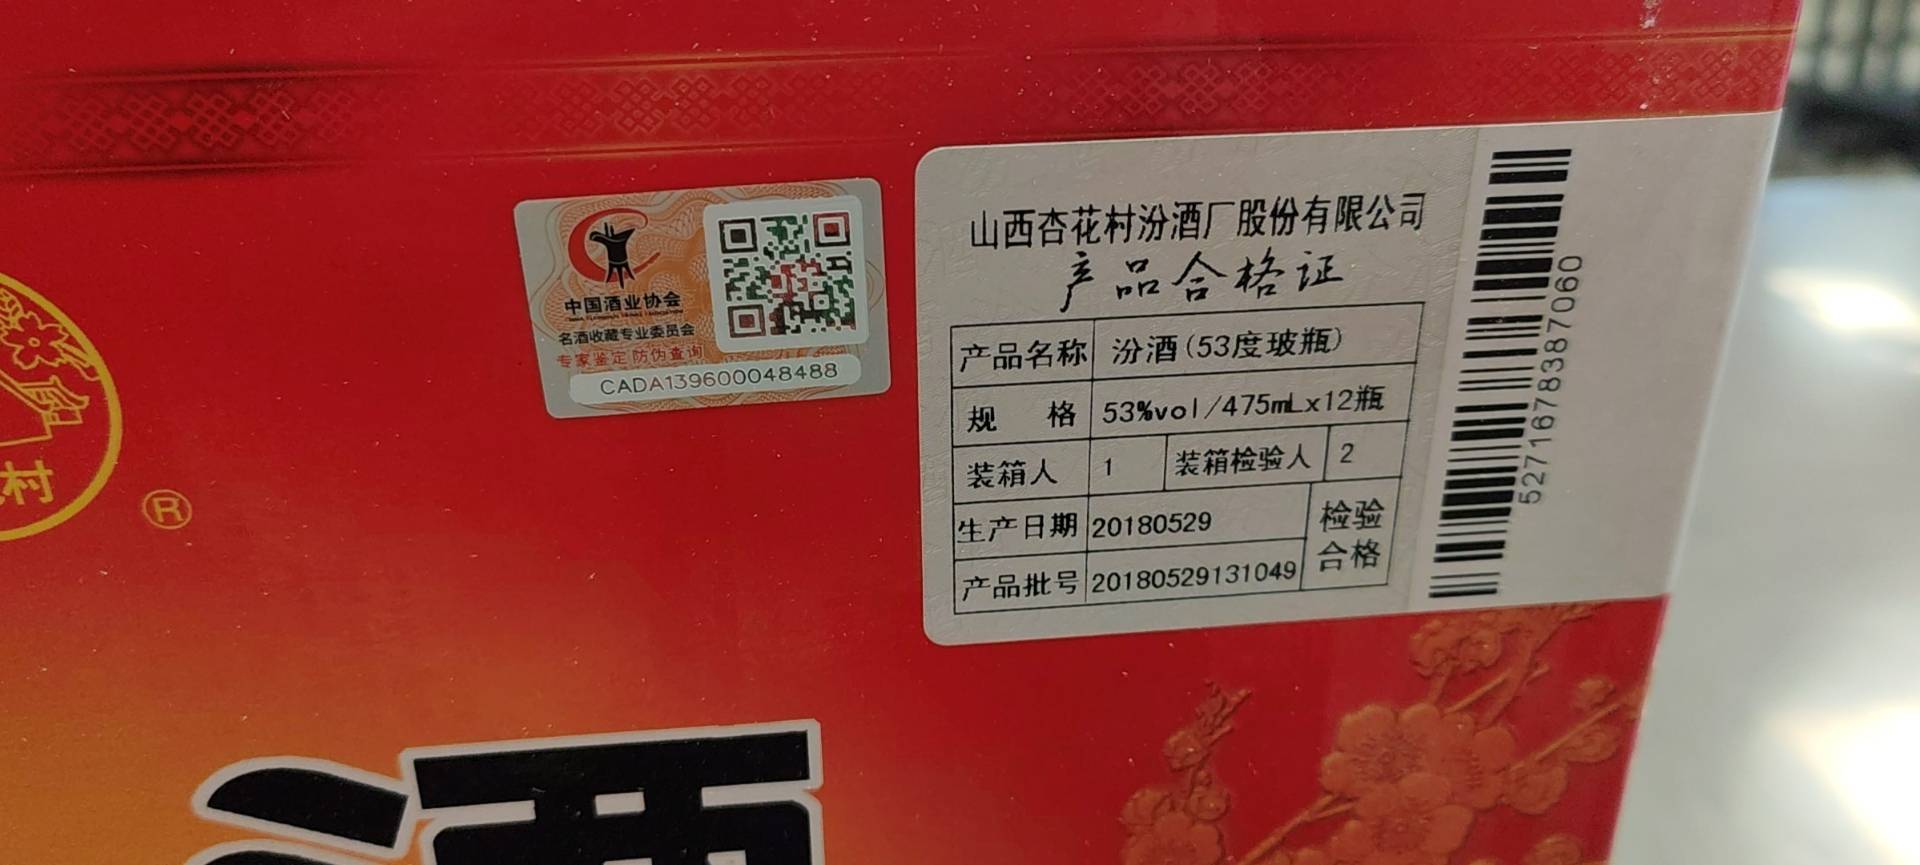 村
®
中国酒业协会
名酒收藏专业委员会
专家鉴定 防伪查询
CADA139600048488
山西杏花村汾酒厂股份有限公司
产品合格证
产品名称 汾酒(53度玻瓶)
规 格 53%vol/475mLx12瓶
装箱人 1 装箱检验人 2
生产日期 20180529 检验
产品批号 20180529131049 合格
5271678387060
酒